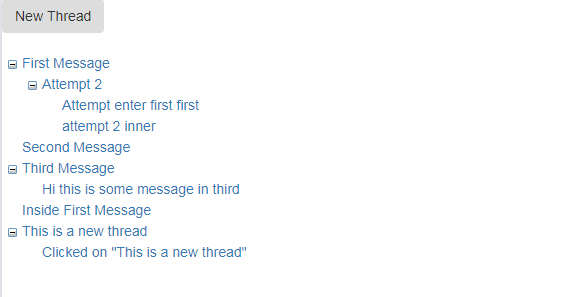 New Thread
First Message
Attempt 2
Attempt enter first first
attempt 2 inner
Second Message
Third Message
Hi this is some message in third
Inside First Message
This is a new thread
Clicked on "This is a new thread"